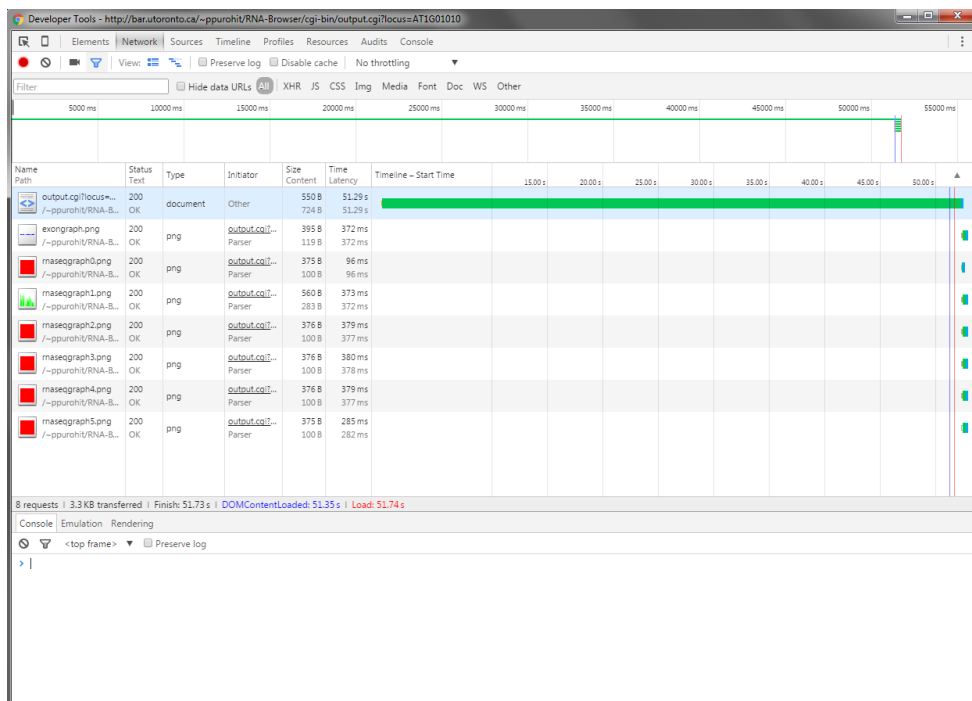 Developer Tools - http://bar.utoronto.ca/~ppurohit/RNA-Browser/cgi-bin/output.cgi?locus=AT1G01010
Elements Network Sources Timeline Profiles Resources Audits Console
View: Preserve log Disable cache No throttling
Filter Hide data URLs All XHR JS CSS Img Media Font Doc WS Other
5000 ms 10000 ms 15000 ms 20000 ms 25000 ms 30000 ms 35000 ms 40000 ms 45000 ms 50000 ms 55000 ms
Name Status Type Initiator Size Time Timeline – Start Time
Path Text Content Latency 15.00 s 20.00 s 25.00 s 30.00 s 35.00 s 40.00 s 45.00 s 50.00 s
output.cgi?locus=... 200 document Other 550 B 51.29 s
/~ppurohit/RNA-B... OK 724 B 51.29 s
exongraph.png 200 png output.cgi?... 395 B 372 ms
/~ppurohit/RNA-B... OK Parser 119 B 372 ms
rnaseqgraph0.png 200 png output.cgi?... 375 B 96 ms
/~ppurohit/RNA-B... OK Parser 100 B 96 ms
rnaseqgraph1.png 200 png output.cgi?... 560 B 373 ms
/~ppurohit/RNA-B... OK Parser 283 B 372 ms
rnaseqgraph2.png 200 png output.cgi?... 376 B 379 ms
/~ppurohit/RNA-B... OK Parser 100 B 377 ms
rnaseqgraph3.png 200 png output.cgi?... 376 B 380 ms
/~ppurohit/RNA-B... OK Parser 100 B 378 ms
rnaseqgraph4.png 200 png output.cgi?... 376 B 379 ms
/~ppurohit/RNA-B... OK Parser 100 B 377 ms
rnaseqgraph5.png 200 png output.cgi?... 375 B 285 ms
/~ppurohit/RNA-B... OK Parser 100 B 282 ms
8 requests | 3.3 KB transferred | Finish: 51.73 s | DOMContentLoaded: 51.35 s | Load: 51.74 s
Console Emulation Rendering
<top frame> Preserve log